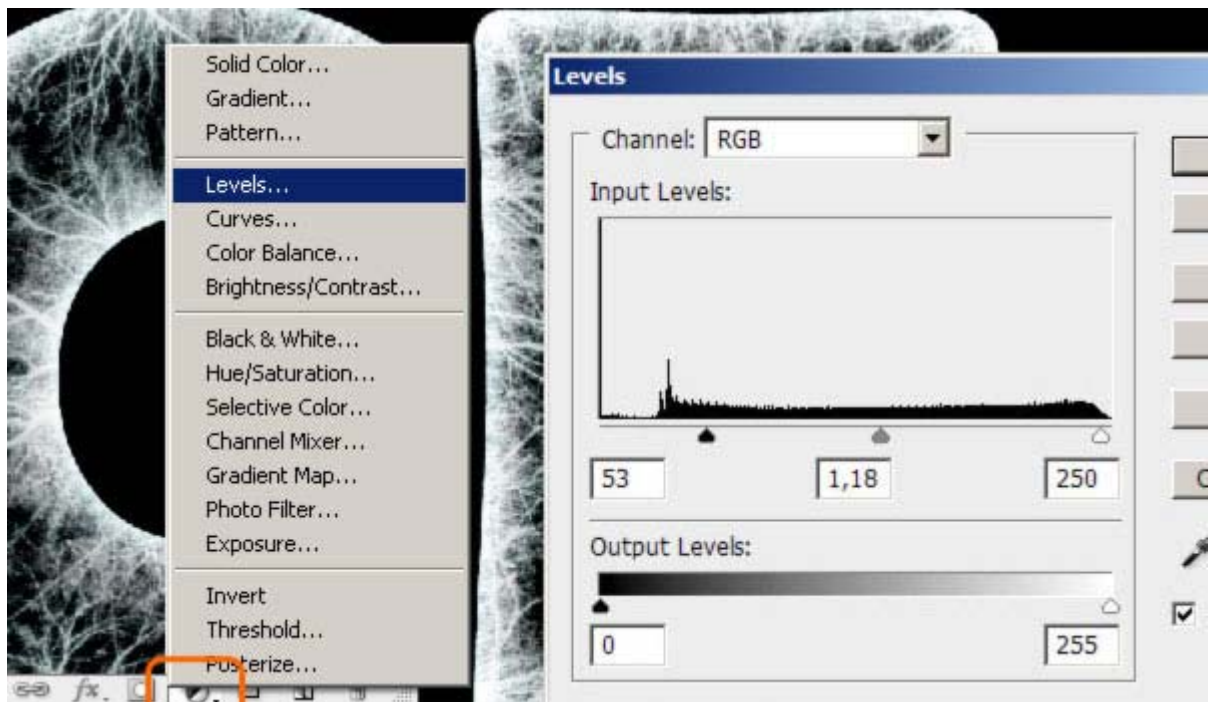 Solid Color...
Gradient...
Pattern...
Levels...
Curves...
Color Balance...
Brightness/Contrast...
Black & White...
Hue/Saturation...
Selective Color...
Channel Mixer...
Gradient Map...
Photo Filter...
Exposure...
Invert
Threshold...
Posterize...
fx.
Levels
Channel: RGB
Input Levels:
53 1,18 250
Output Levels:
0 255